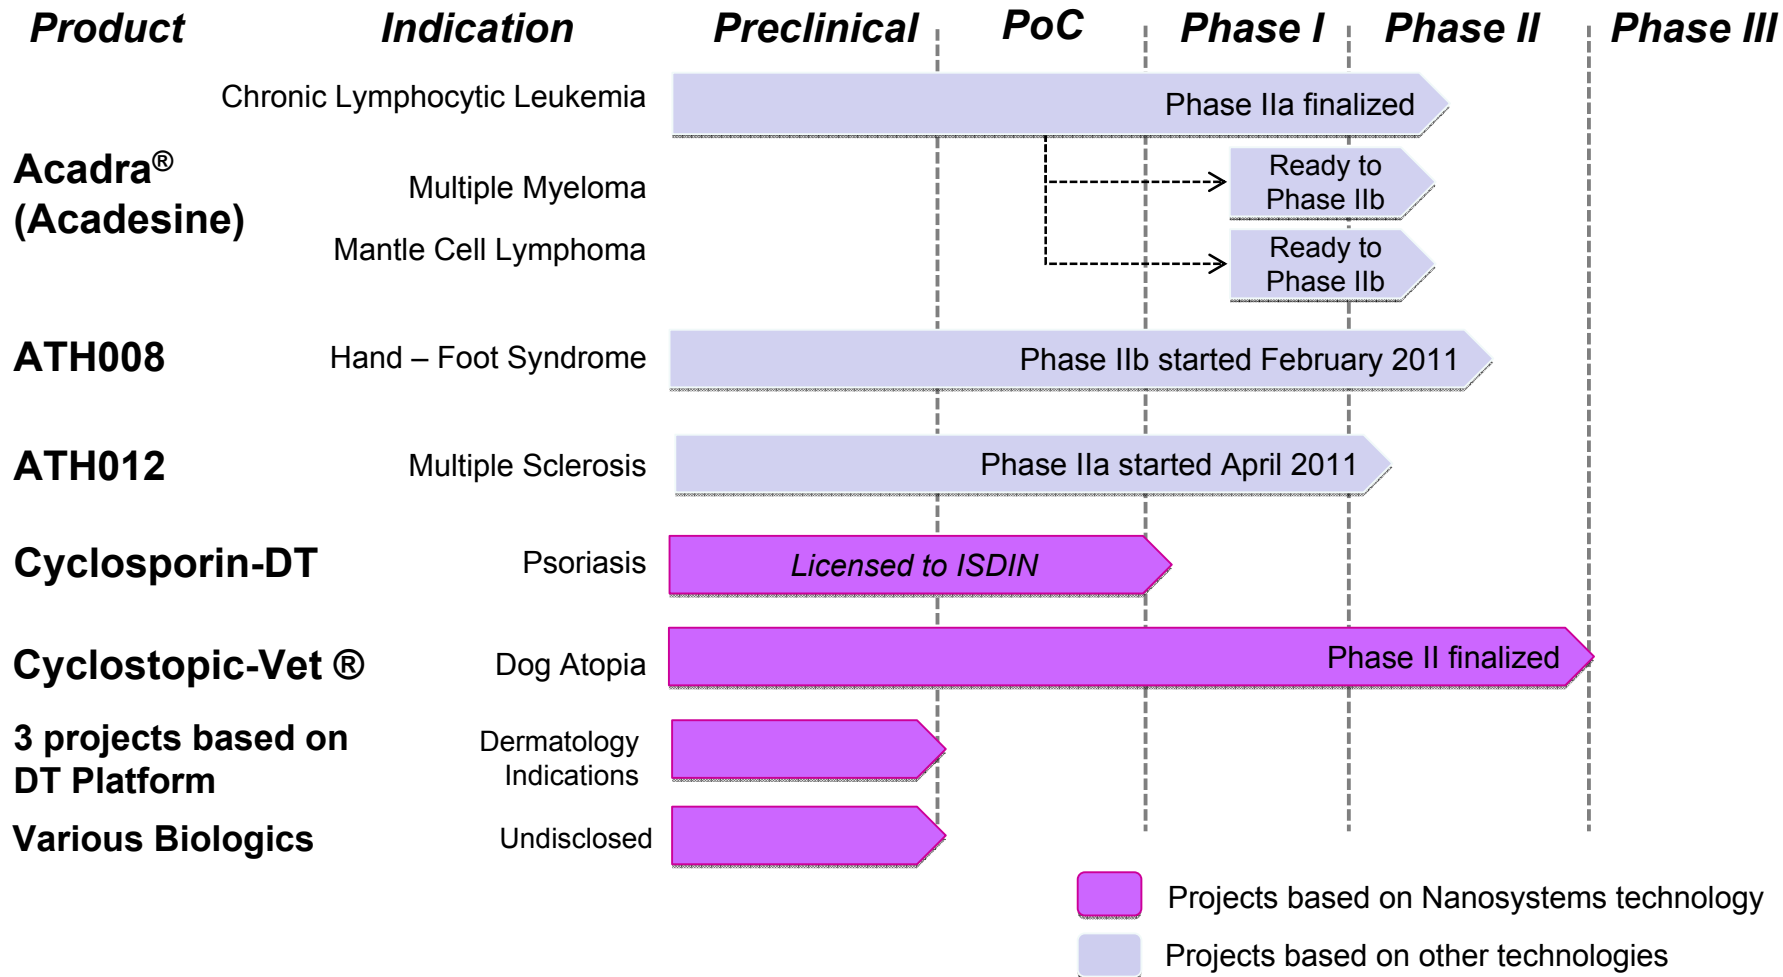 Product Indication Preclinical PoC Phase I Phase II Phase III
Chronic Lymphocytic Leukemia Phase IIa finalized
Acadra®
(Acadesine)
Multiple Myeloma
Ready to
Phase IIb
Mantle Cell Lymphoma
Ready to
Phase IIb
ATH008 Hand – Foot Syndrome Phase IIb started February 2011
ATH012 Multiple Sclerosis Phase IIa started April 2011
Cyclosporin-DT Psoriasis Licensed to ISDIN
Cyclostopic-Vet ® Dog Atopia Phase II finalized
3 projects based on
DT Platform
Dermatology
Indications
Various Biologics Undisclosed
Projects based on Nanosystems technology
Projects based on other technologies